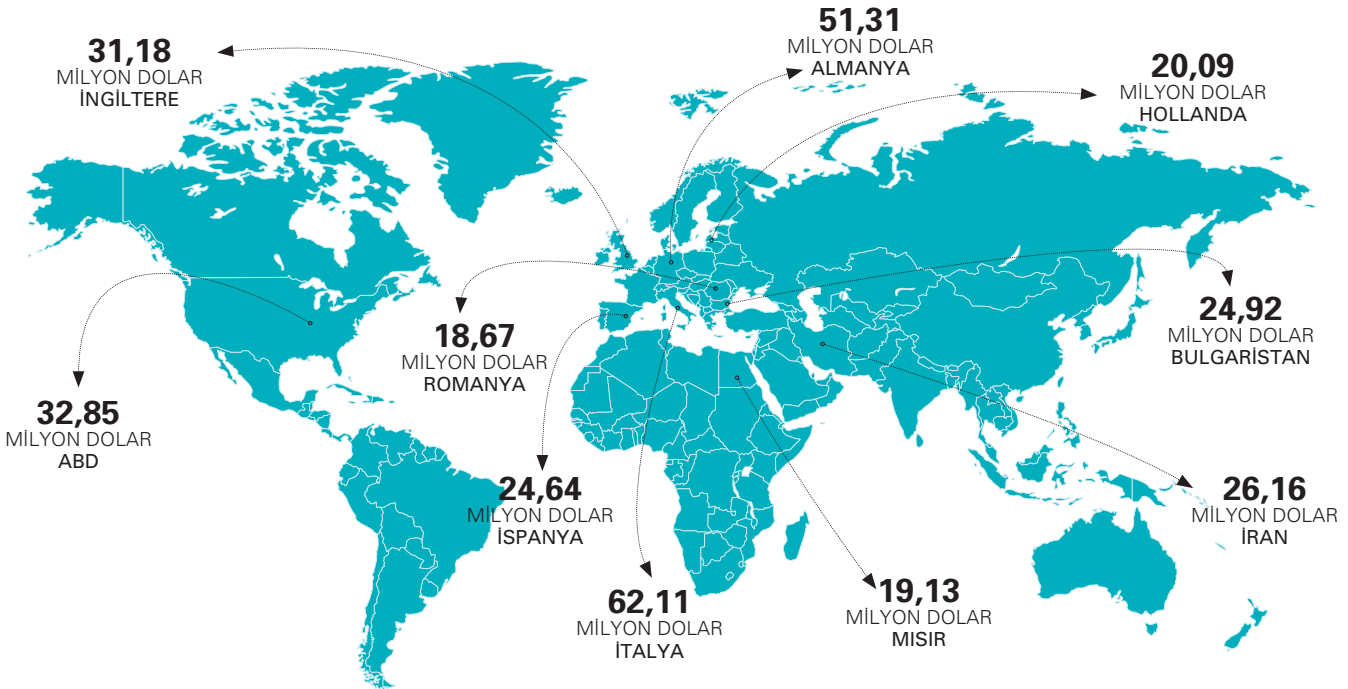 51,31
MİLYON DOLAR
ALMANYA
31,18
MİLYON DOLAR
İNGİLTERE
20,09
MİLYON DOLAR
HOLLANDA
24,92
MİLYON DOLAR
BULGARİSTAN
18,67
MİLYON DOLAR
ROMANYA
32,85
MİLYON DOLAR
ABD
24,64
MİLYON DOLAR
İSPANYA
26,16
MİLYON DOLAR
İRAN
62,11
MİLYON DOLAR
İTALYA
19,13
MİLYON DOLAR
MISIR